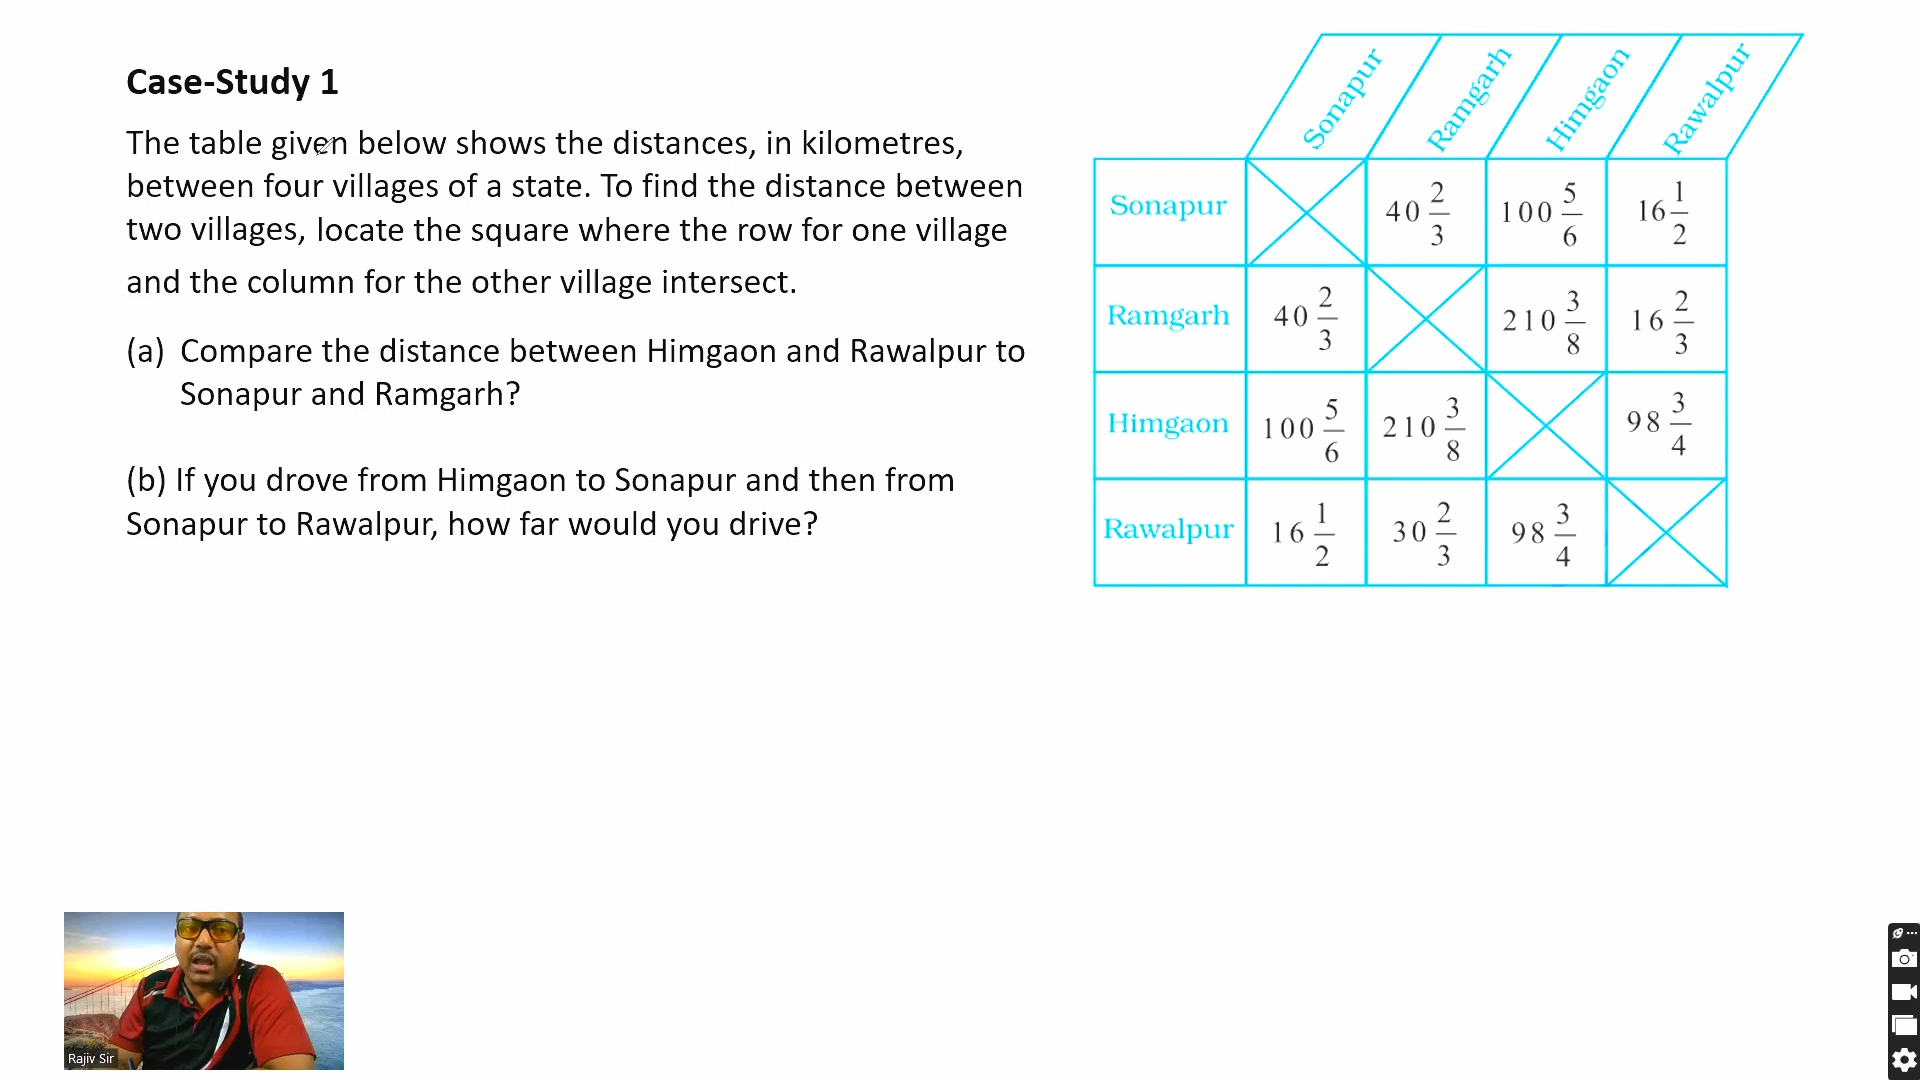 Case-Study 1
The table given below shows the distances, in kilometres,
between four villages of a state. To find the distance between
two villages, locate the square where the row for one village
and the column for the other village intersect.
(a) Compare the distance between Himgaon and Rawalpur to
Sonapur and Ramgarh?
(b) If you drove from Himgaon to Sonapur and then from
Sonapur to Rawalpur, how far would you drive?
Sonapur Ramgarh Himgaon Rawalpur
Sonapur 40 2/3 100 5/6 16 1/2
Ramgarh 40 2/3 210 3/8 16 2/3
Himgaon 100 5/6 210 3/8 98 3/4
Rawalpur 16 1/2 30 2/3 98 3/4
Rajiv Sir